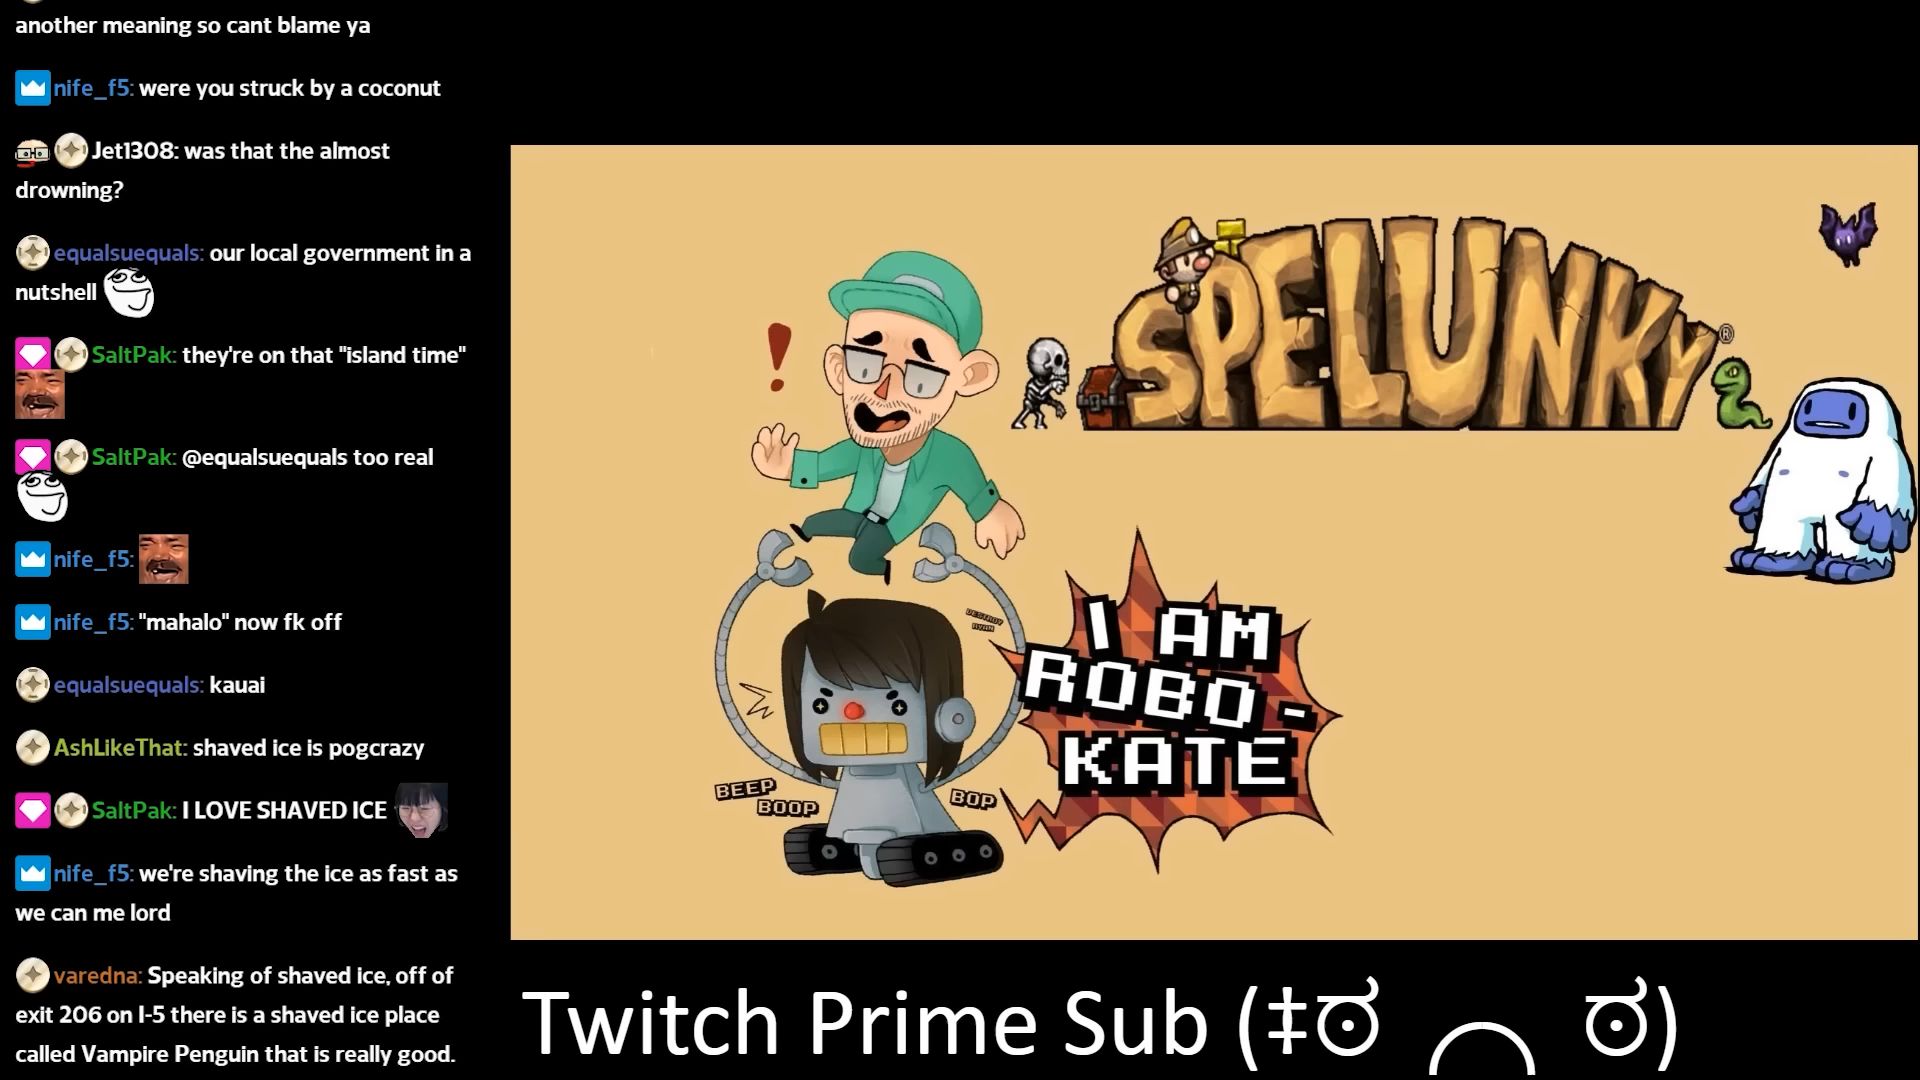 another meaning so cant blame ya
nife_f5: were you struck by a coconut
Jet1308: was that the almost
drowning?
equalsuequals: our local government in a
nutshell
SaltPak: they're on that "island time"
SaltPak: @equalsuequals too real
nife_f5:
nife_f5: "mahalo" now fk off
equalsuequals: kauai
AshLikeThat: shaved ice is pogcrazy
SaltPak: I LOVE SHAVED ICE
nife_f5: we're shaving the ice as fast as
we can me lord
varedna: Speaking of shaved ice, off of
exit 206 on I-5 there is a shaved ice place
called Vampire Penguin that is really good.
!
SPELUNKY®
DESTROY
RYAN
I AM
ROBO-
KATE
BEEP
BOOP
BOP
Twitch Prime Sub (‡ಠ ⁔ ಠ)